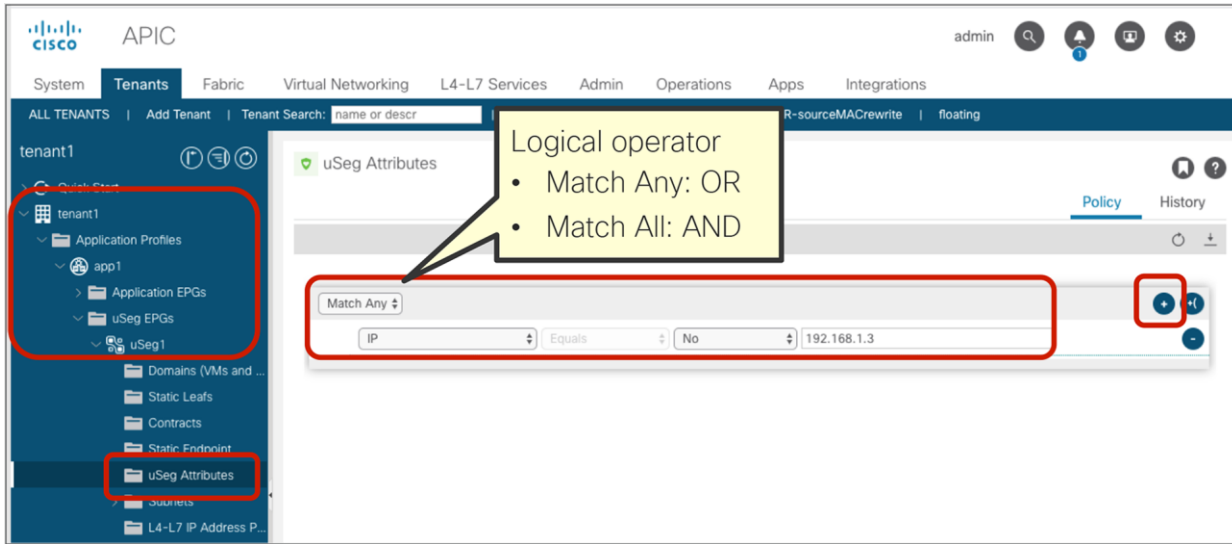 CISCO APIC admin
1
System Tenants Fabric Virtual Networking L4-L7 Services Admin Operations Apps Integrations
ALL TENANTS | Add Tenant | Tenant Search: name or descr R-sourceMACrewrite | floating
tenant1
Quick Start
tenant1
Application Profiles
app1
Application EPGs
uSeg EPGs
uSeg1
Domains (VMs and ...
Static Leafs
Contracts
Static Endpoint
uSeg Attributes
Subnets
L4-L7 IP Address P...
uSeg Attributes
Policy History
Logical operator
• Match Any: OR
• Match All: AND
Match Any
IP Equals No 192.168.1.3